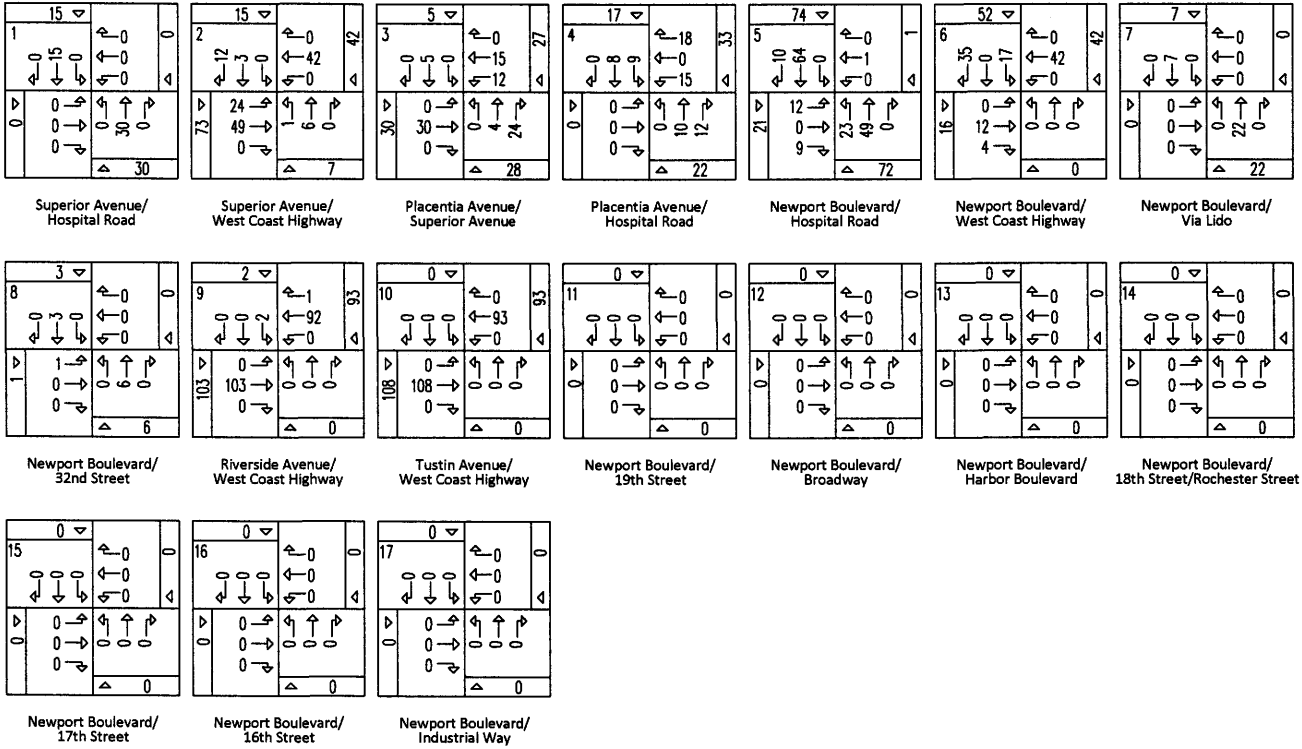 15
1
0 15 0
0
0
0
0
0
0
0
0
0
0 30 0
30
Superior Avenue/
Hospital Road
15
2
12 3 0
0
42
0
42
73
24
49
0
1 6 0
7
Superior Avenue/
West Coast Highway
5
3
0 5 0
0
15
12
27
30
0
30
0
0 4 24
28
Placentia Avenue/
Superior Avenue
17
4
0 8 9
18
0
15
33
0
0
0
0
0 10 12
22
Placentia Avenue/
Hospital Road
74
5
10 64 0
0
1
0
1
21
12
0
9
23 49 0
72
Newport Boulevard/
Hospital Road
52
6
35 0 17
0
42
0
42
16
0
12
4
0 0 0
0
Newport Boulevard/
West Coast Highway
7
7
0 7 0
0
0
0
0
0
0
0
0
0 22 0
22
Newport Boulevard/
Via Lido
3
8
0 3 0
0
0
0
0
1
1
0
0
0 6 0
6
Newport Boulevard/
32nd Street
2
9
0 0 2
1
92
0
93
103
0
103
0
0 0 0
0
Riverside Avenue/
West Coast Highway
0
10
0 0 0
0
93
0
93
108
0
108
0
0 0 0
0
Tustin Avenue/
West Coast Highway
0
11
0 0 0
0
0
0
0
0
0
0
0
0 0 0
0
Newport Boulevard/
19th Street
0
12
0 0 0
0
0
0
0
0
0
0
0
0 0 0
0
Newport Boulevard/
Broadway
0
13
0 0 0
0
0
0
0
0
0
0
0
0 0 0
0
Newport Boulevard/
Harbor Boulevard
0
14
0 0 0
0
0
0
0
0
0
0
0
0 0 0
0
Newport Boulevard/
18th Street/Rochester Street
0
15
0 0 0
0
0
0
0
0
0
0
0
0 0 0
0
Newport Boulevard/
17th Street
0
16
0 0 0
0
0
0
0
0
0
0
0
0 0 0
0
Newport Boulevard/
16th Street
0
17
0 0 0
0
0
0
0
0
0
0
0
0 0 0
0
Newport Boulevard/
Industrial Way